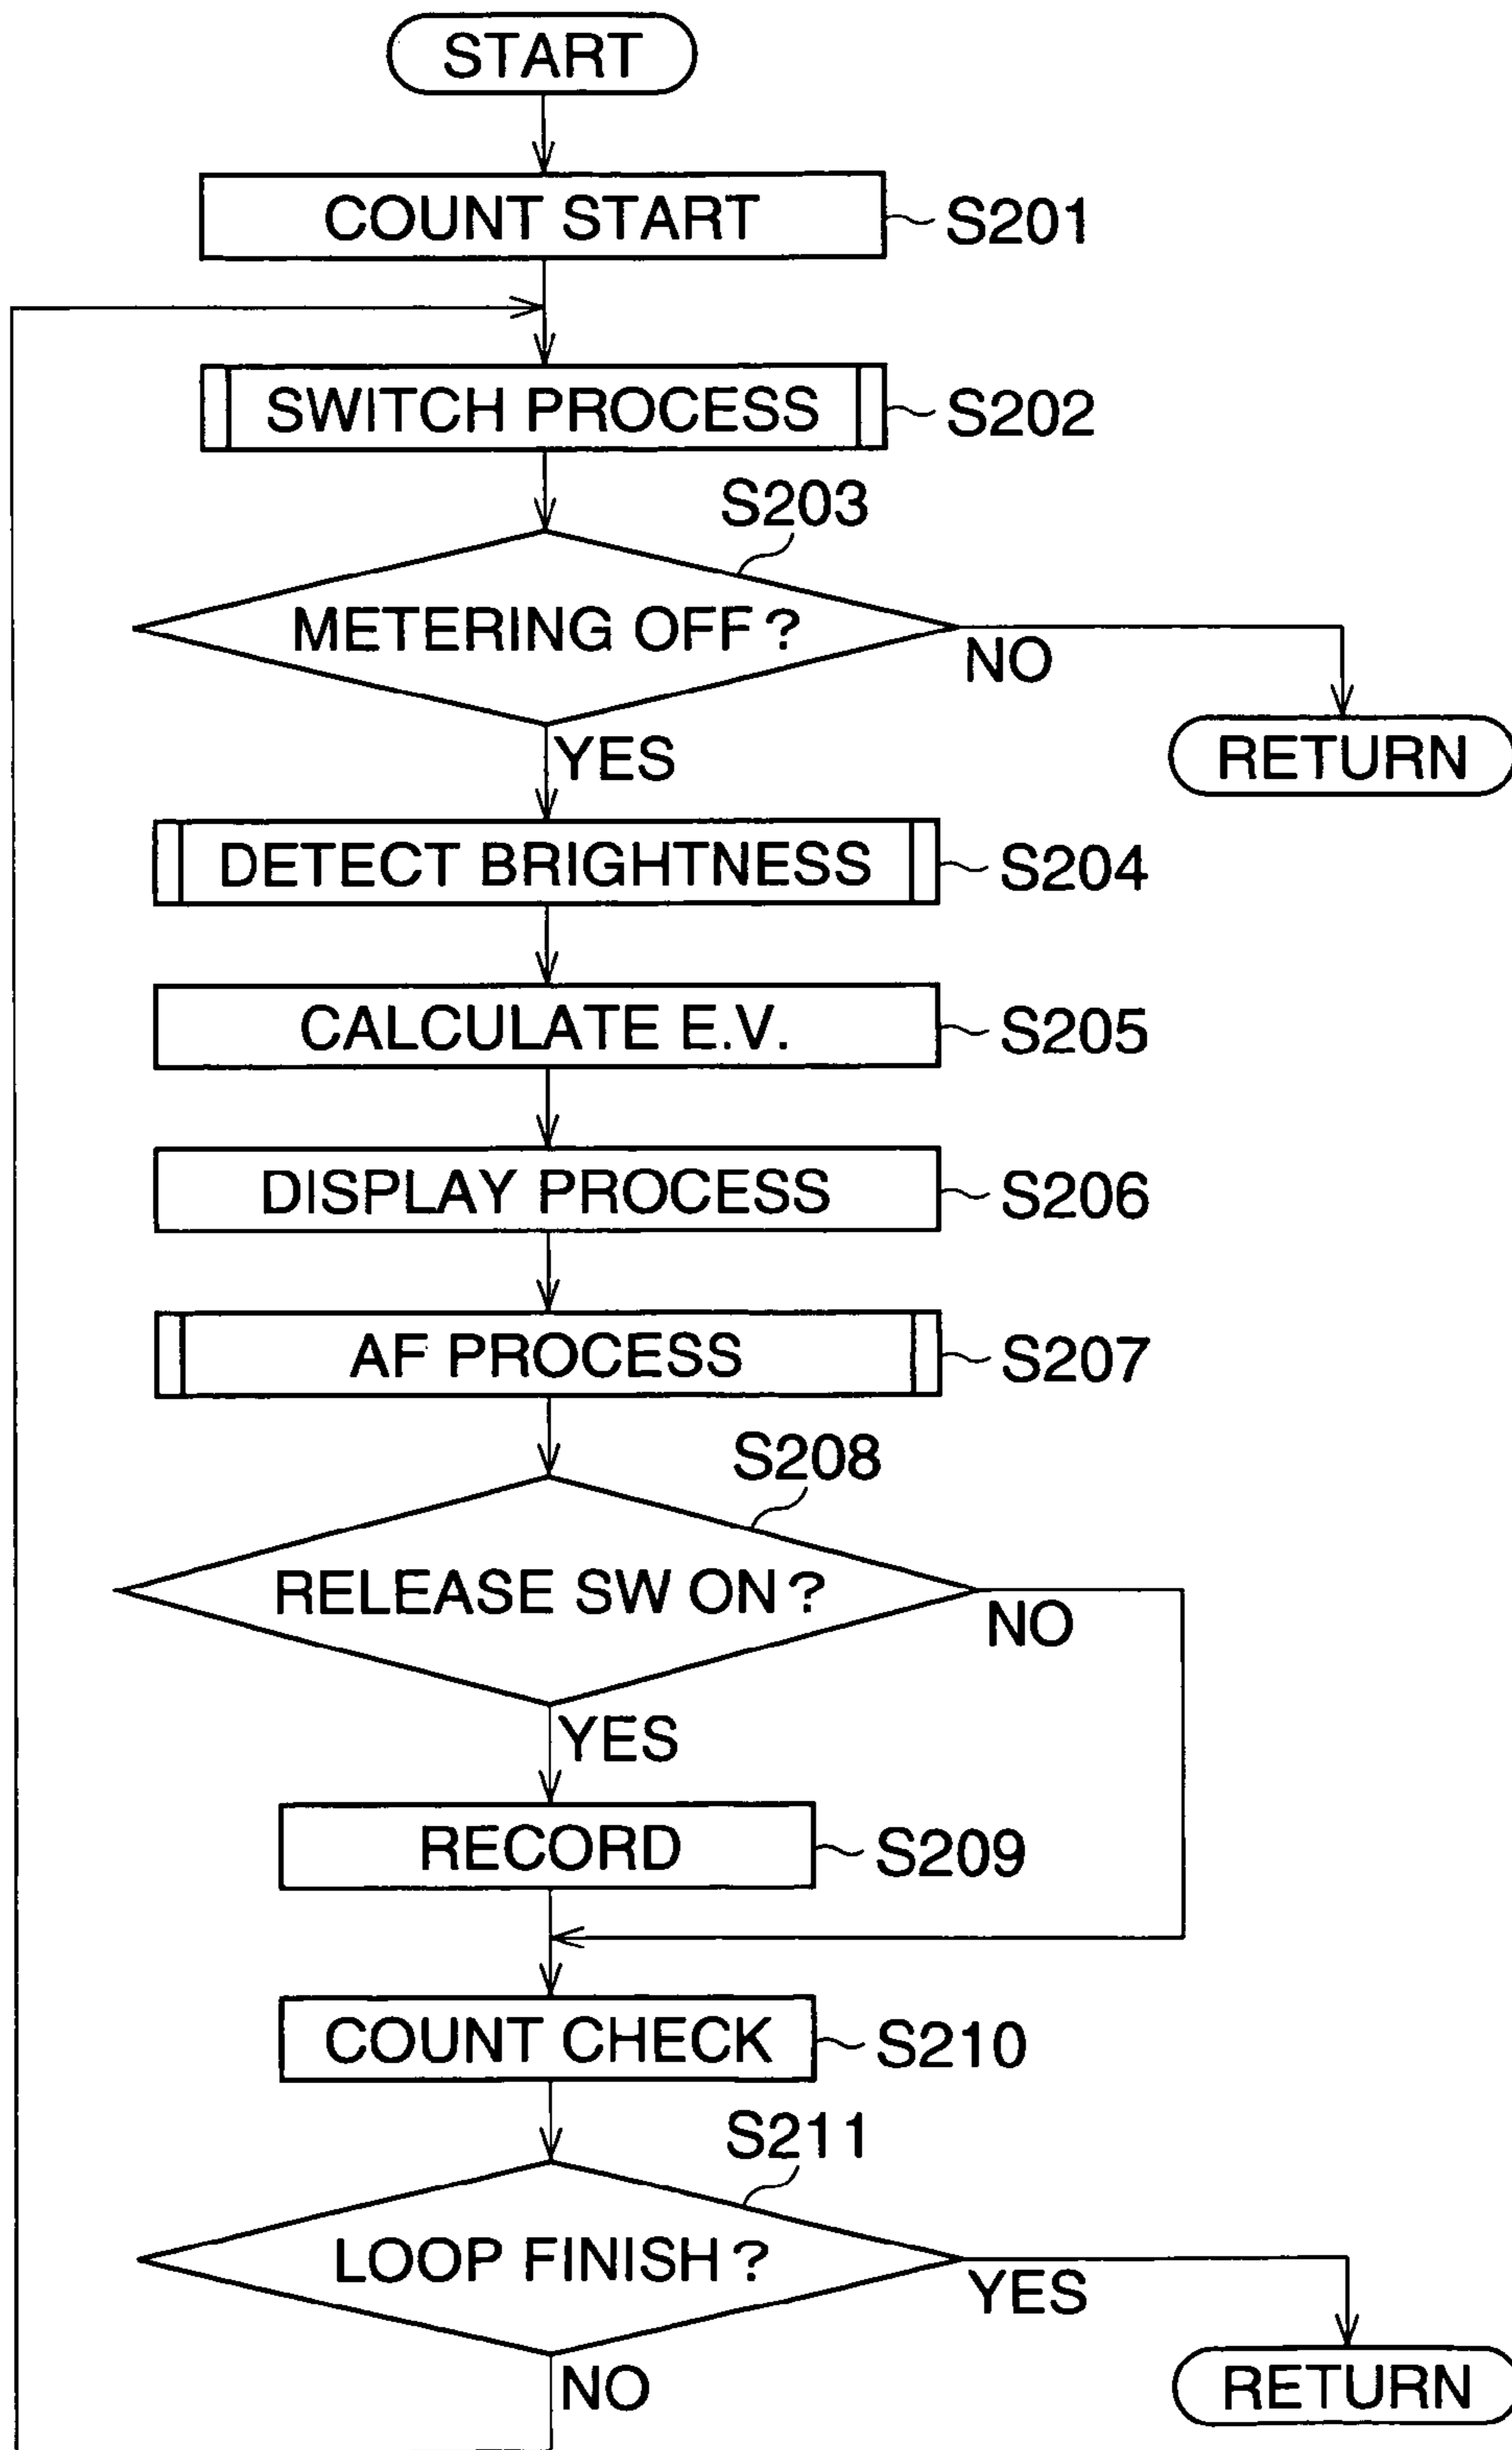 START
COUNT START
S201
SWITCH PROCESS
S202
S203
METERING OFF?
NO
RETURN
YES
DETECT BRIGHTNESS
S204
CALCULATE E.V.
S205
DISPLAY PROCESS
S206
AF PROCESS
S207
S208
RELEASE SW ON?
NO
YES
RECORD
S209
COUNT CHECK
S210
S211
LOOP FINISH?
YES
NO
RETURN